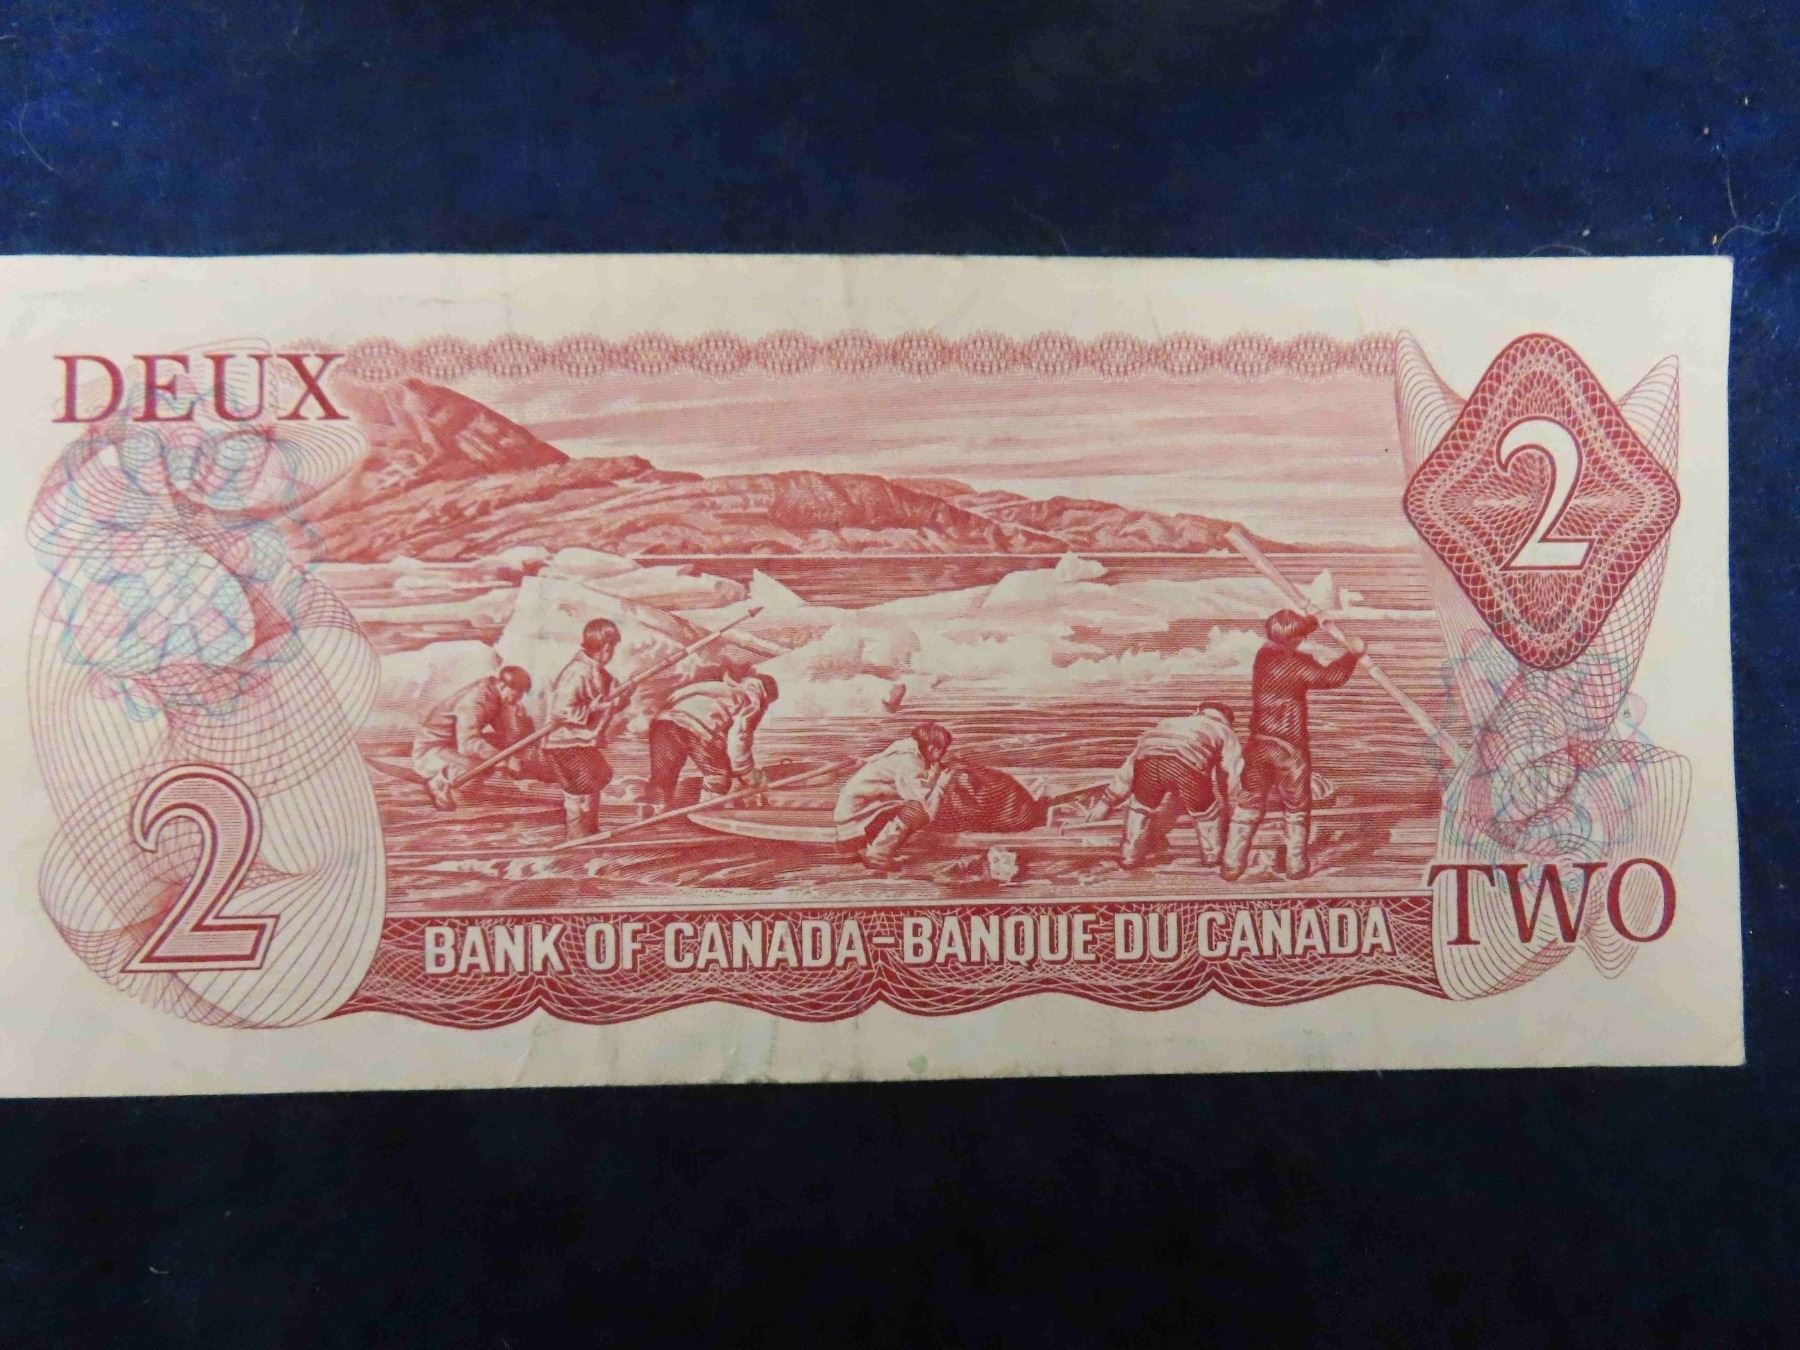 DEUX
2
2
BANK OF CANADA-BANQUE DU CANADA
TWO